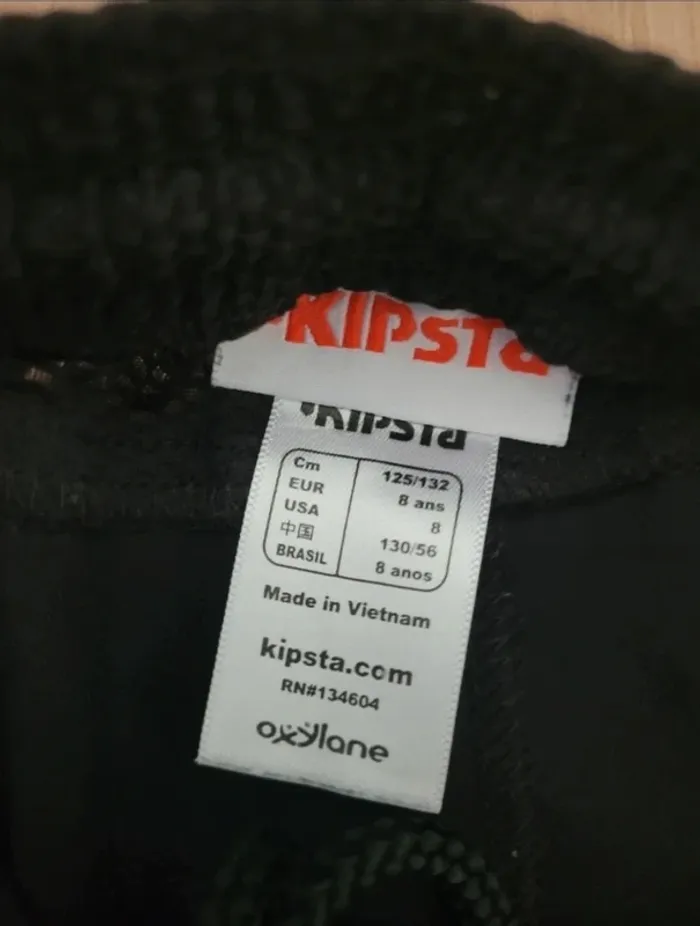 KIPSTA
KIPSTA
Cm 125/132
EUR 8 ans
USA 8
中国 130/56
BRASIL 8 anos
Made in Vietnam
kipsta.com
RN#134604
oxylane